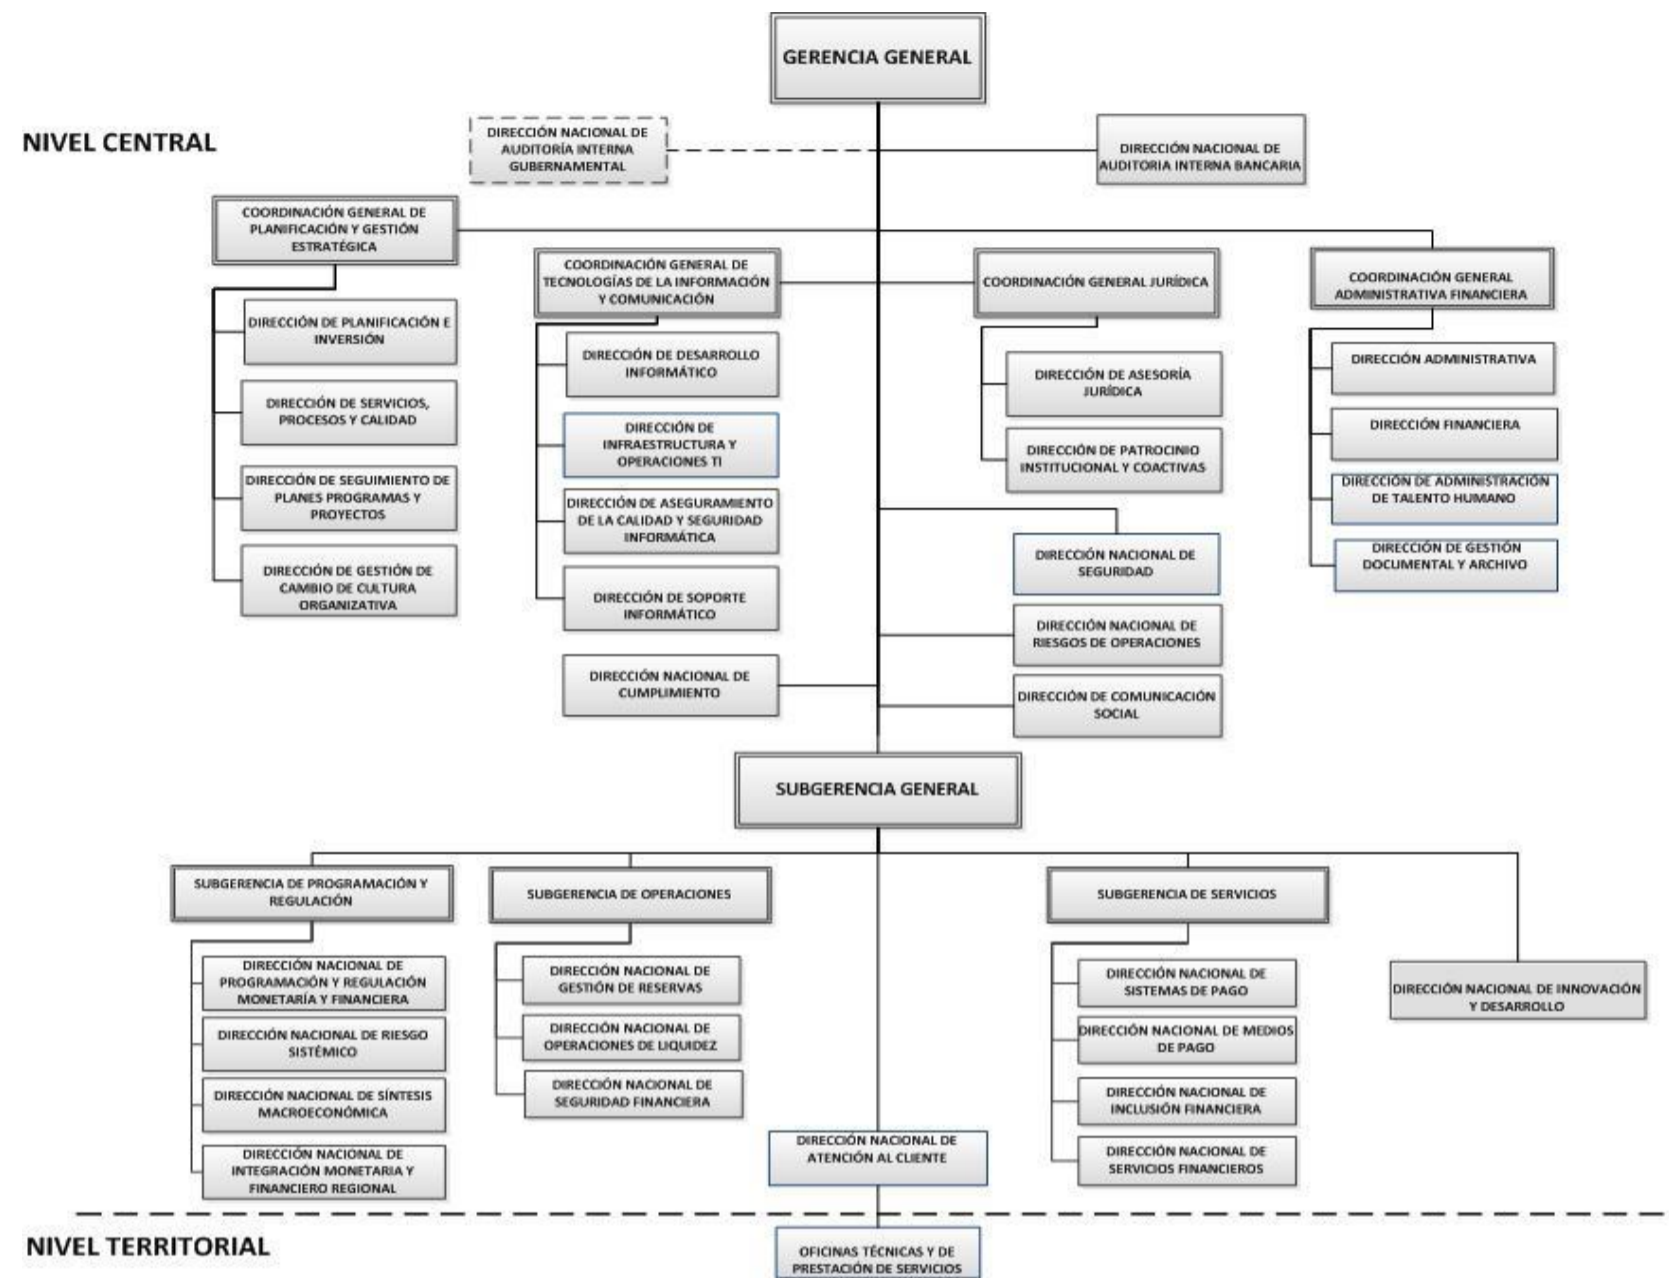 GERENCIA GENERAL
NIVEL CENTRAL
DIRECCIÓN NACIONAL DE
AUDITORÍA INTERNA
GUBERNAMENTAL
DIRECCIÓN NACIONAL DE
AUDITORIA INTERNA BANCARIA
COORDINACIÓN GENERAL DE
PLANIFICACIÓN Y GESTIÓN
ESTRATÉGICA
COORDINACIÓN GENERAL DE
TECNOLOGÍAS DE LA INFORMACIÓN
Y COMUNICACIÓN
COORDINACIÓN GENERAL JURÍDICA
COORDINACIÓN GENERAL
ADMINISTRATIVA FINANCIERA
DIRECCIÓN DE PLANIFICACIÓN E
INVERSIÓN
DIRECCIÓN DE SERVICIOS,
PROCESOS Y CALIDAD
DIRECCIÓN DE SEGUIMIENTO DE
PLANES PROGRAMAS Y
PROYECTOS
DIRECCIÓN DE GESTIÓN DE
CAMBIO DE CULTURA
ORGANIZATIVA
DIRECCIÓN DE DESARROLLO
INFORMÁTICO
DIRECCIÓN DE
INFRAESTRUCTURA Y
OPERACIONES TI
DIRECCIÓN DE ASEGURAMIENTO
DE LA CALIDAD Y SEGURIDAD
INFORMÁTICA
DIRECCIÓN DE SOPORTE
INFORMÁTICO
DIRECCIÓN NACIONAL DE
CUMPLIMIENTO
DIRECCIÓN DE ASESORÍA
JURÍDICA
DIRECCIÓN DE PATROCINIO
INSTITUCIONAL Y COACTIVAS
DIRECCIÓN NACIONAL DE
SEGURIDAD
DIRECCIÓN NACIONAL DE
RIESGOS DE OPERACIONES
DIRECCIÓN DE COMUNICACIÓN
SOCIAL
DIRECCIÓN ADMINISTRATIVA
DIRECCIÓN FINANCIERA
DIRECCIÓN DE ADMINISTRACIÓN
DE TALENTO HUMANO
DIRECCIÓN DE GESTIÓN
DOCUMENTAL Y ARCHIVO
SUBGERENCIA GENERAL
SUBGERENCIA DE PROGRAMACIÓN Y
REGULACIÓN
SUBGERENCIA DE OPERACIONES
SUBGERENCIA DE SERVICIOS
DIRECCIÓN NACIONAL DE
PROGRAMACIÓN Y REGULACIÓN
MONETARÍA Y FINANCIERA
DIRECCIÓN NACIONAL DE RIESGO
SISTÉMICO
DIRECCIÓN NACIONAL DE SÍNTESIS
MACROECONÓMICA
DIRECCIÓN NACIONAL DE
INTEGRACIÓN MONETARIA Y
FINANCIERO REGIONAL
DIRECCIÓN NACIONAL DE
GESTIÓN DE RESERVAS
DIRECCIÓN NACIONAL DE
OPERACIONES DE LIQUIDEZ
DIRECCIÓN NACIONAL DE
SEGURIDAD FINANCIERA
DIRECCIÓN NACIONAL DE
SISTEMAS DE PAGO
DIRECCIÓN NACIONAL DE MEDIOS
DE PAGO
DIRECCIÓN NACIONAL DE
INCLUSIÓN FINANCIERA
DIRECCIÓN NACIONAL DE
SERVICIOS FINANCIEROS
DIRECCIÓN NACIONAL DE INNOVACIÓN
Y DESARROLLO
DIRECCIÓN NACIONAL DE
ATENCIÓN AL CLIENTE
NIVEL TERRITORIAL
OFICINAS TÉCNICAS Y DE
PRESTACIÓN DE SERVICIOS